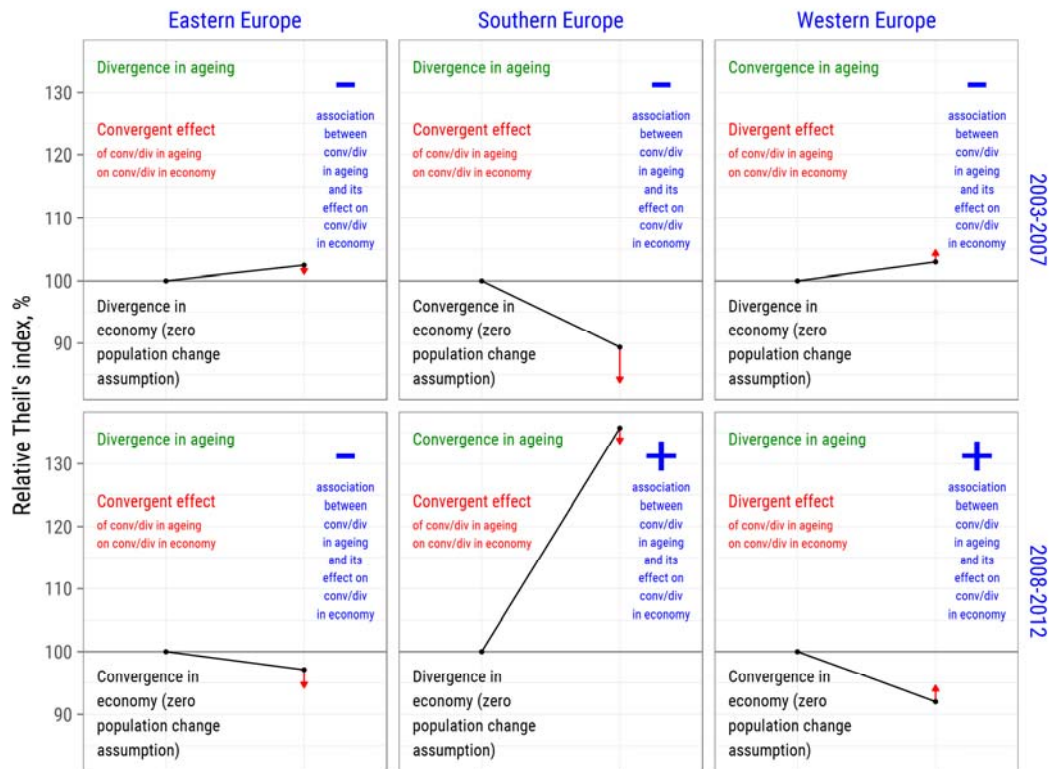 Eastern Europe
Southern Europe
Western Europe
Relative Theil's index, %
2003-2007
130
120
110
100
90
Divergence in ageing
Convergent effect
of conv/div in ageing
on conv/div in economy
−
association
between
conv/div
in ageing
and its
effect on
conv/div
in economy
Divergence in
economy (zero
population change
assumption)
Divergence in ageing
Convergent effect
of conv/div in ageing
on conv/div in economy
−
association
between
conv/div
in ageing
and its
effect on
conv/div
in economy
Convergence in
economy (zero
population change
assumption)
Convergence in ageing
Divergent effect
of conv/div in ageing
on conv/div in economy
−
association
between
conv/div
in ageing
and its
effect on
conv/div
in economy
Divergence in
economy (zero
population change
assumption)
2008-2012
130
120
110
100
90
Divergence in ageing
Convergent effect
of conv/div in ageing
on conv/div in economy
−
association
between
conv/div
in ageing
and its
effect on
conv/div
in economy
Convergence in
economy (zero
population change
assumption)
Convergence in ageing
Convergent effect
of conv/div in ageing
on conv/div in economy
+
association
between
conv/div
in ageing
and its
effect on
conv/div
in economy
Divergence in
economy (zero
population change
assumption)
Divergence in ageing
Divergent effect
of conv/div in ageing
on conv/div in economy
+
association
between
conv/div
in ageing
and its
effect on
conv/div
in economy
Convergence in
economy (zero
population change
assumption)